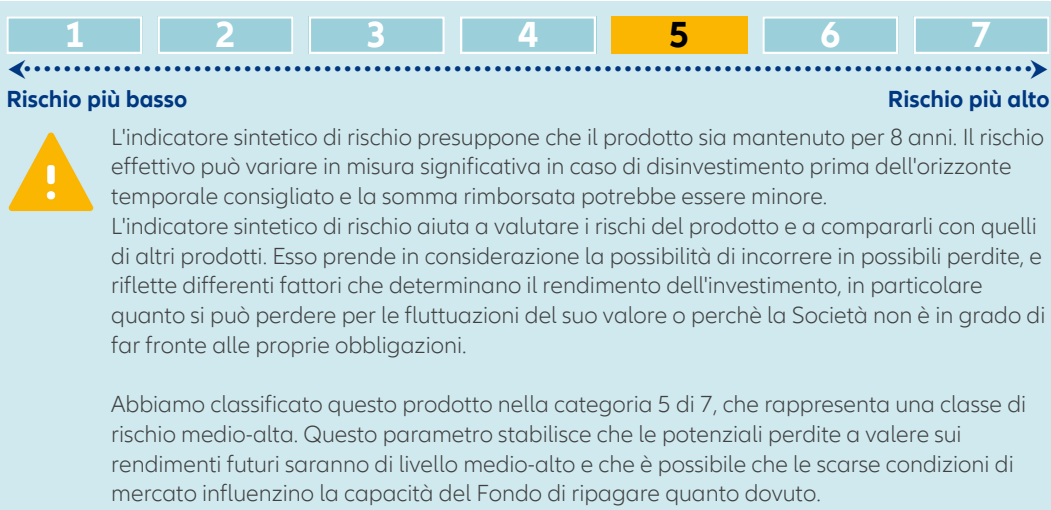 1 2 3 4 5 6 7
Rischio più basso Rischio più alto
L'indicatore sintetico di rischio presuppone che il prodotto sia mantenuto per 8 anni. Il rischio
effettivo può variare in misura significativa in caso di disinvestimento prima dell'orizzonte
temporale consigliato e la somma rimborsata potrebbe essere minore.
L'indicatore sintetico di rischio aiuta a valutare i rischi del prodotto e a compararli con quelli
di altri prodotti. Esso prende in considerazione la possibilità di incorrere in possibili perdite, e
riflette differenti fattori che determinano il rendimento dell'investimento, in particolare
quanto si può perdere per le fluttuazioni del suo valore o perchè la Società non è in grado di
far fronte alle proprie obbligazioni.
Abbiamo classificato questo prodotto nella categoria 5 di 7, che rappresenta una classe di
rischio medio-alta. Questo parametro stabilisce che le potenziali perdite a valere sui
rendimenti futuri saranno di livello medio-alto e che è possibile che le scarse condizioni di
mercato influenzino la capacità del Fondo di ripagare quanto dovuto.